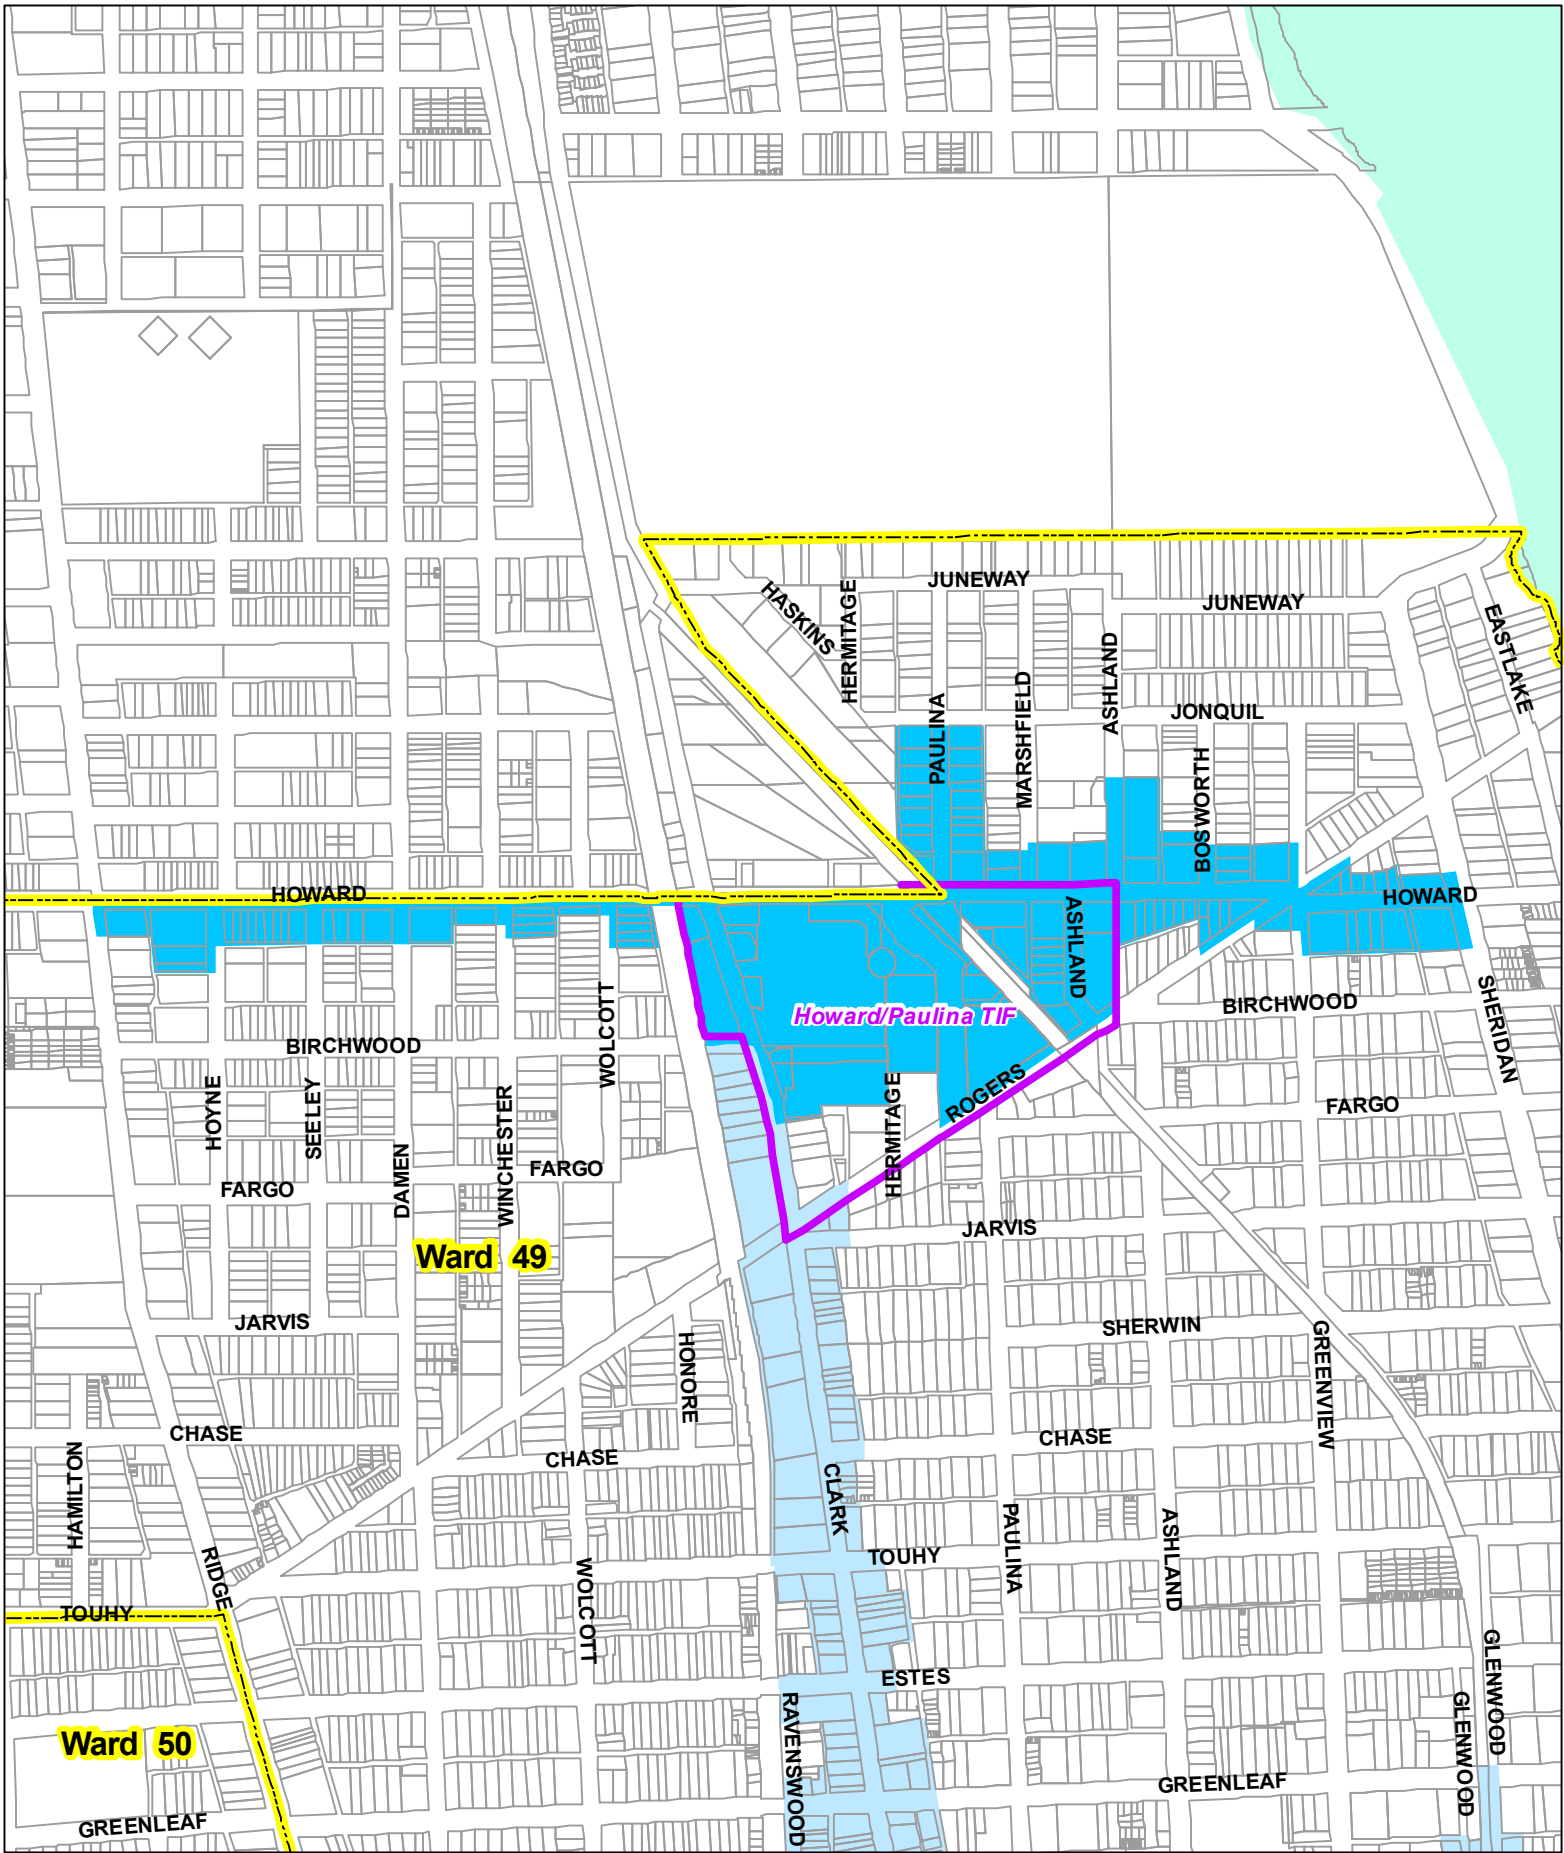 JUNEWAY
HASKINS
HERMITAGE
JUNEWAY
EASTLAKE
ASHLAND
MARSHFIELD
PAULINA
JONQUIL
BOSWORTH
HOWARD
HOWARD
ASHLAND
Howard/Paulina TIF
BIRCHWOOD
SHERIDAN
WOLCOTT
BIRCHWOOD
HOYNE
SEELEY
HERMITAGE
ROGERS
FARGO
WINCHESTER
DAMEN
FARGO
FARGO
JARVIS
Ward 49
JARVIS
SHERWIN
HONORE
GREENVIEW
CHASE
CHASE
CHASE
HAMILTON
CLARK
PAULINA
ASHLAND
TOUHY
RIDGE
WOLCOTT
TOUHY
ESTES
GLENWOOD
GLENWOOD
RAVENSWOOD
Ward 50
GREENLEAF
GREENLEAF